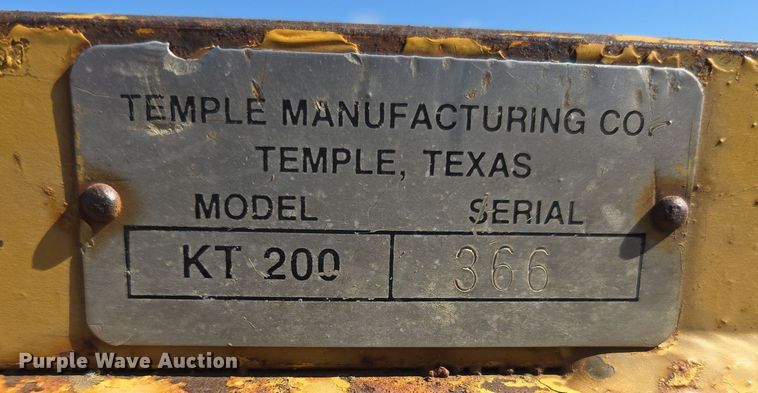 TEMPLE MANUFACTURING CO.
TEMPLE, TEXAS
MODEL SERIAL
KT 200 366
Purple Wave Auction